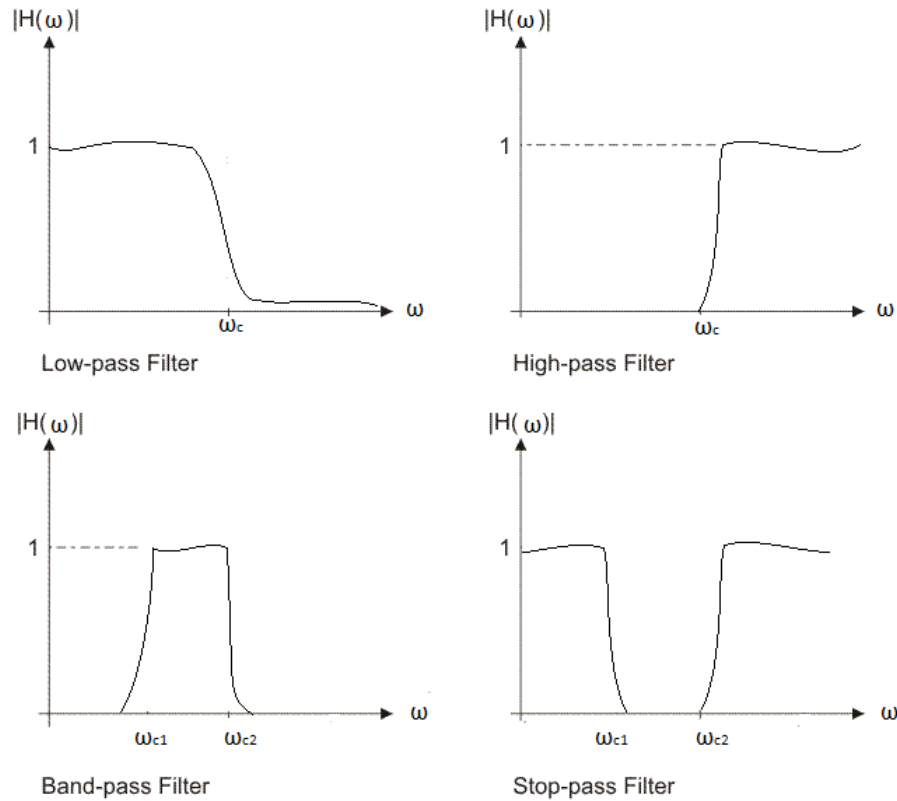 |H(ω)|
1
ω
ωc
Low-pass Filter
|H(ω)|
1
ω
ωc
High-pass Filter
|H(ω)|
1
ω
ωc1 ωc2
Band-pass Filter
|H(ω)|
1
ω
ωc1 ωc2
Stop-pass Filter